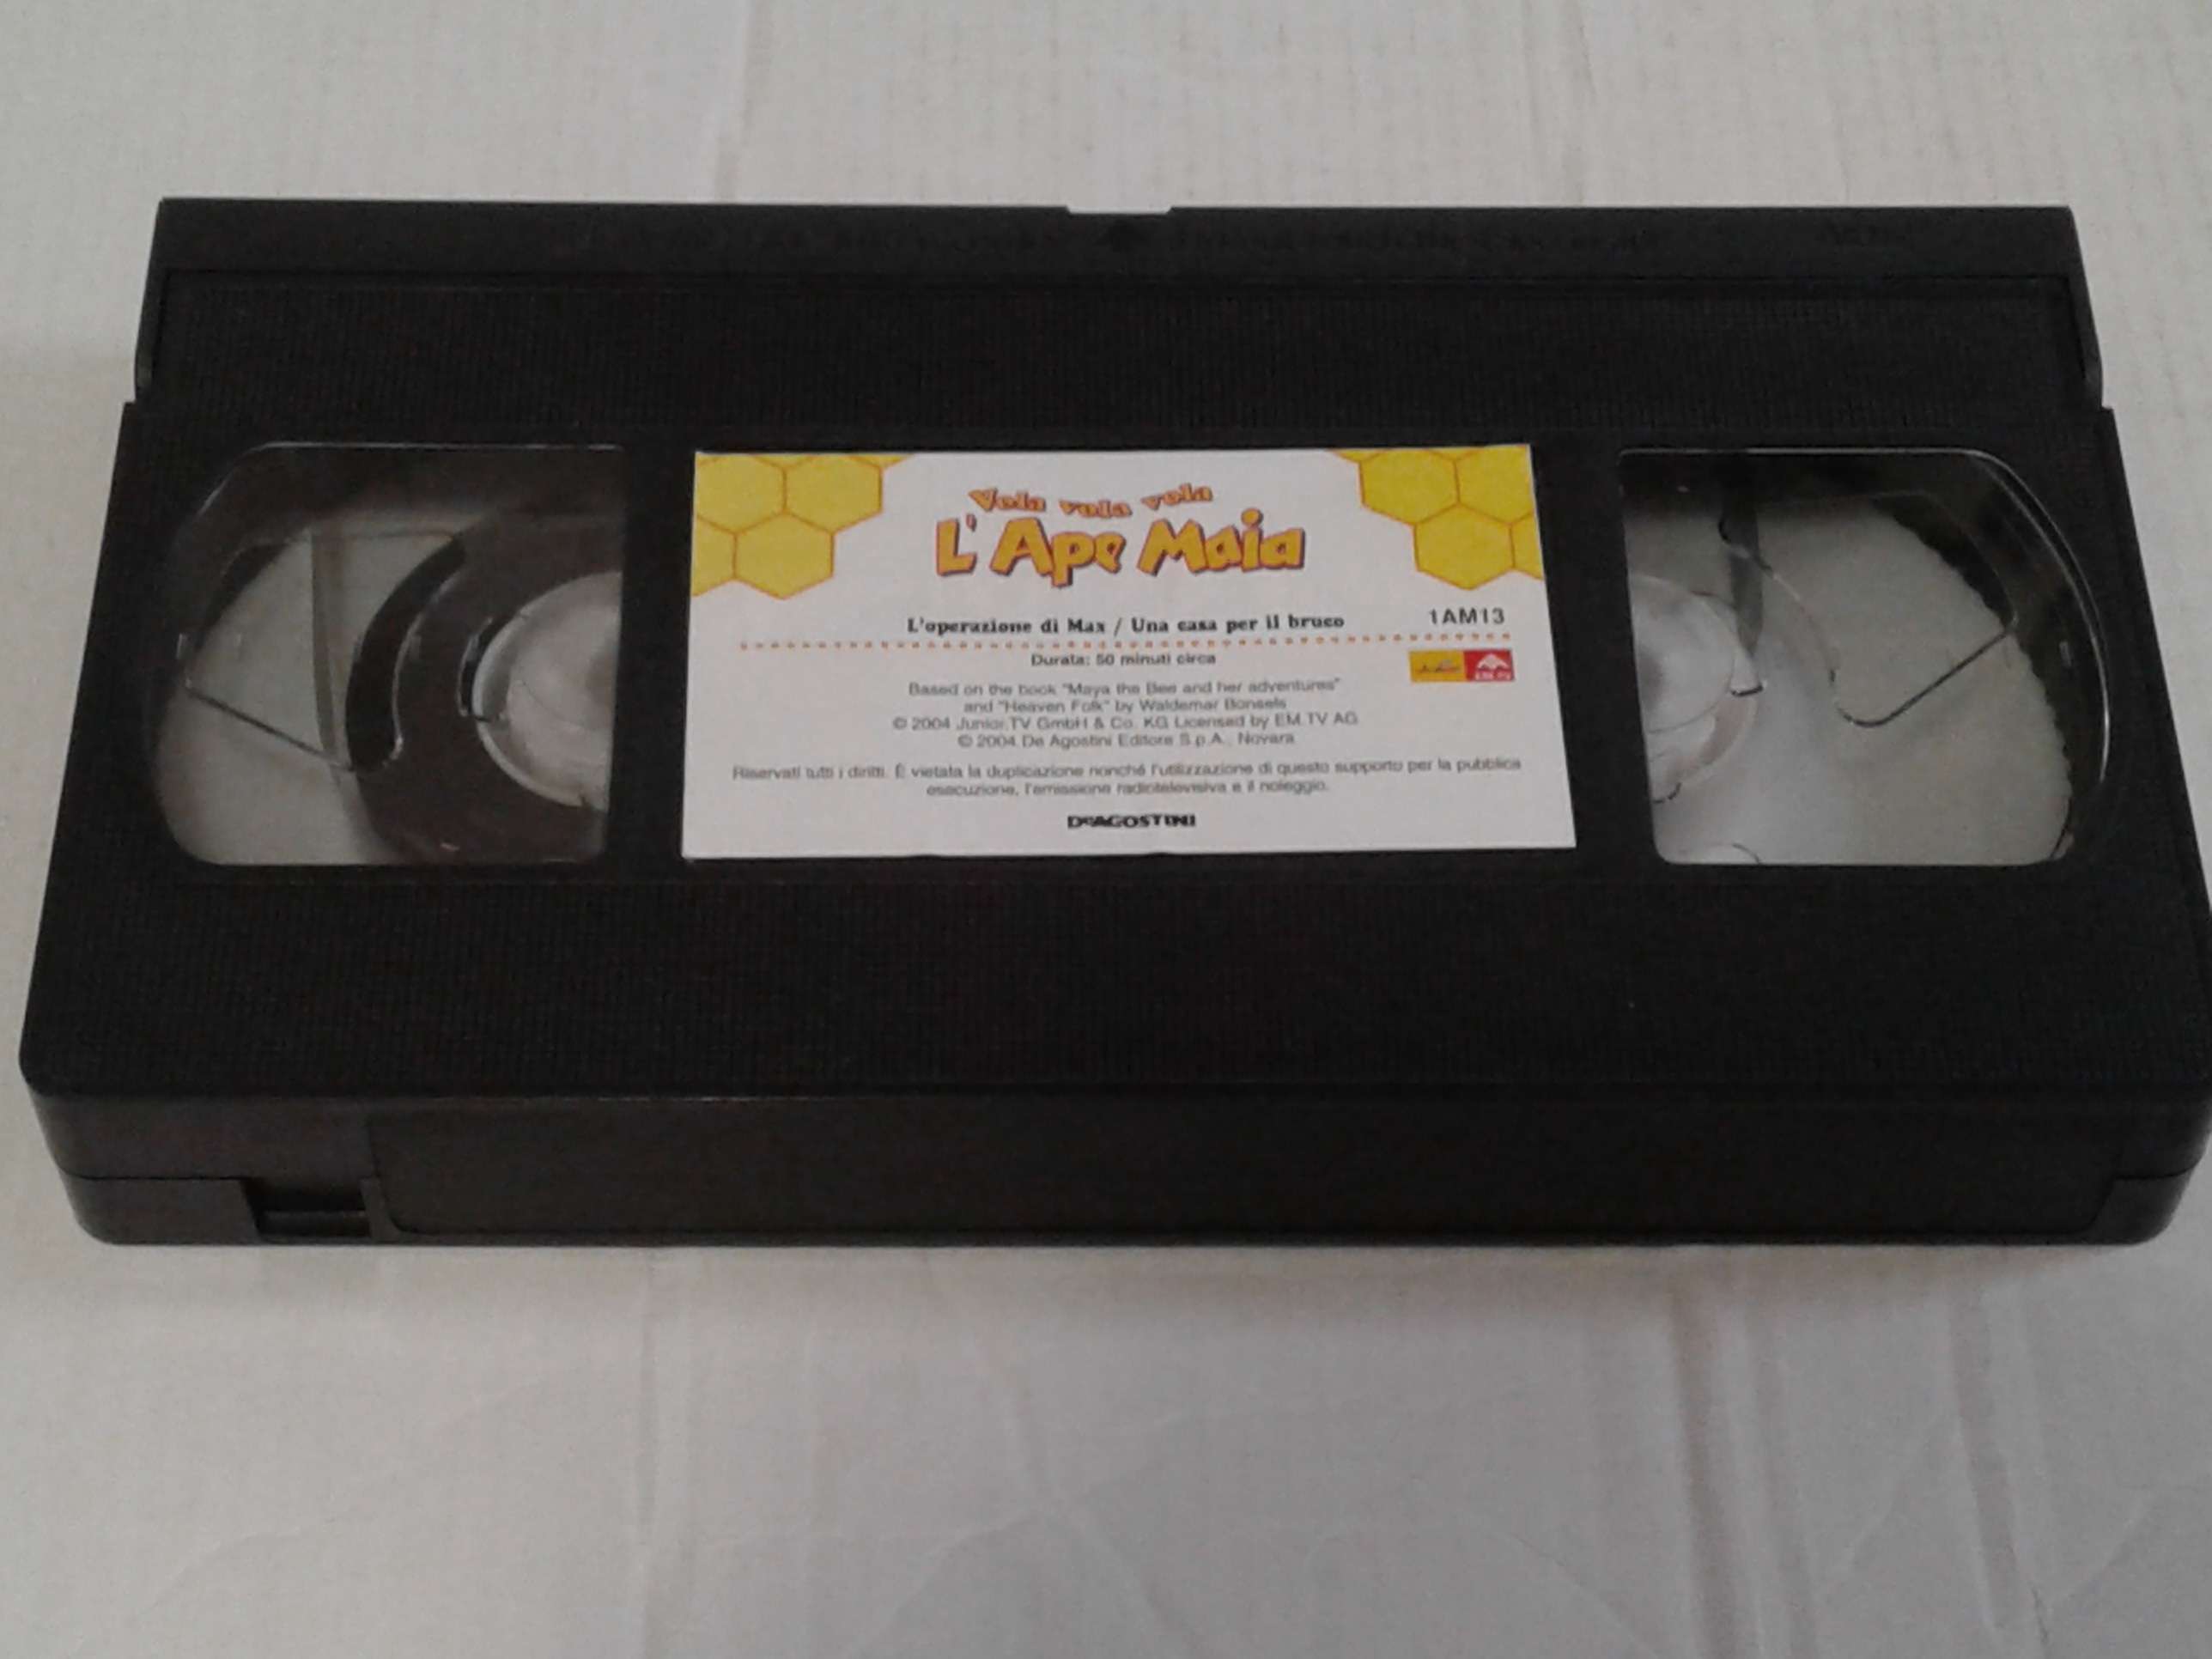 Vola vola vola
L'Ape Maia
L'operazione di Max / Una casa per il bruco
1AM13
Durata: 50 minuti circa
Based on the book "Maya the Bee and her adventures"
and "Heaven Folk" by Waldemar Bonsels
© 2004 Junior.TV GmbH & Co. KG Licensed by EM.TV AG
© 2004 De Agostini Editore S.p.A., Novara
Riservati tutti i diritti. È vietata la duplicazione nonché l'utilizzazione di questo supporto per la pubblica
esecuzione, l'emissione radiotelevisiva e il noleggio.
DeAGOSTINI